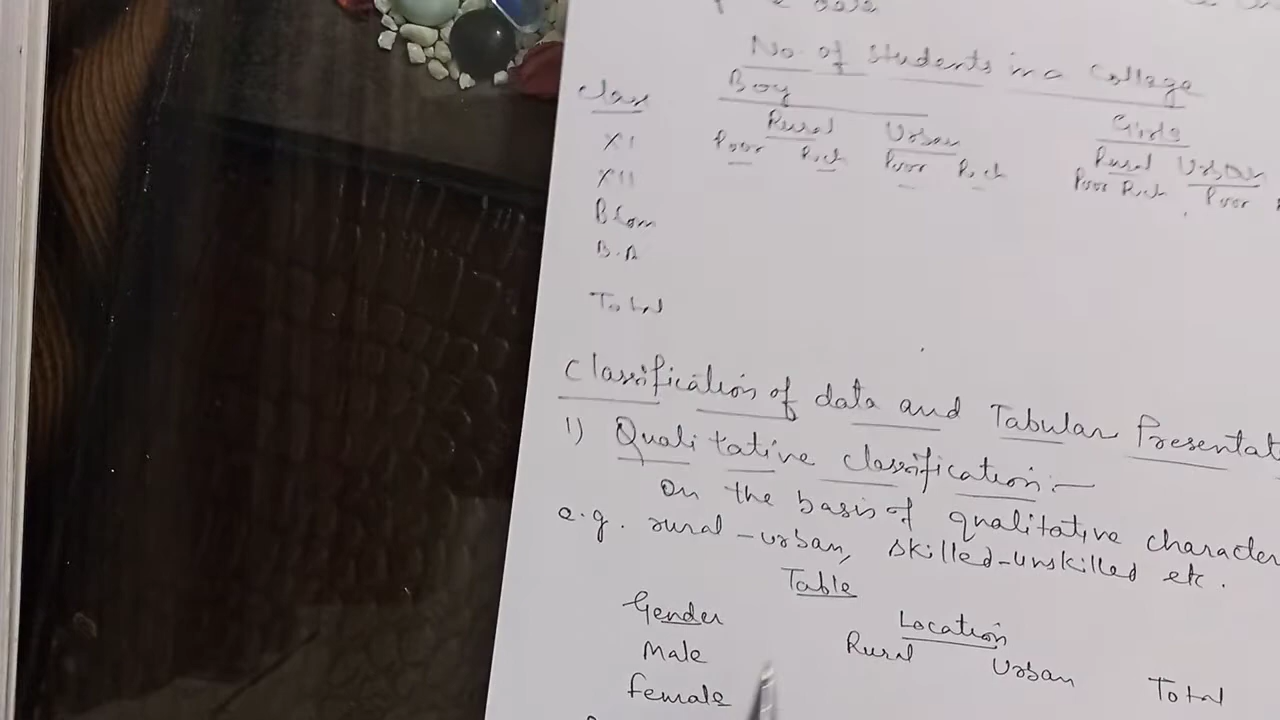 No. of students in a College
Class Boy Girls
XI Rural Urban Rural Urban
Poor Rich Poor Rich Poor Rich Poor
XII
BCom
B.A
Total
Classification of data and Tabular Presentat
1) Qualitative classification:-
on the basis of qualitative character
e.g. rural-urban, skilled-unskilled etc.
Table
Gender Location
Male Rural Urban Total
female